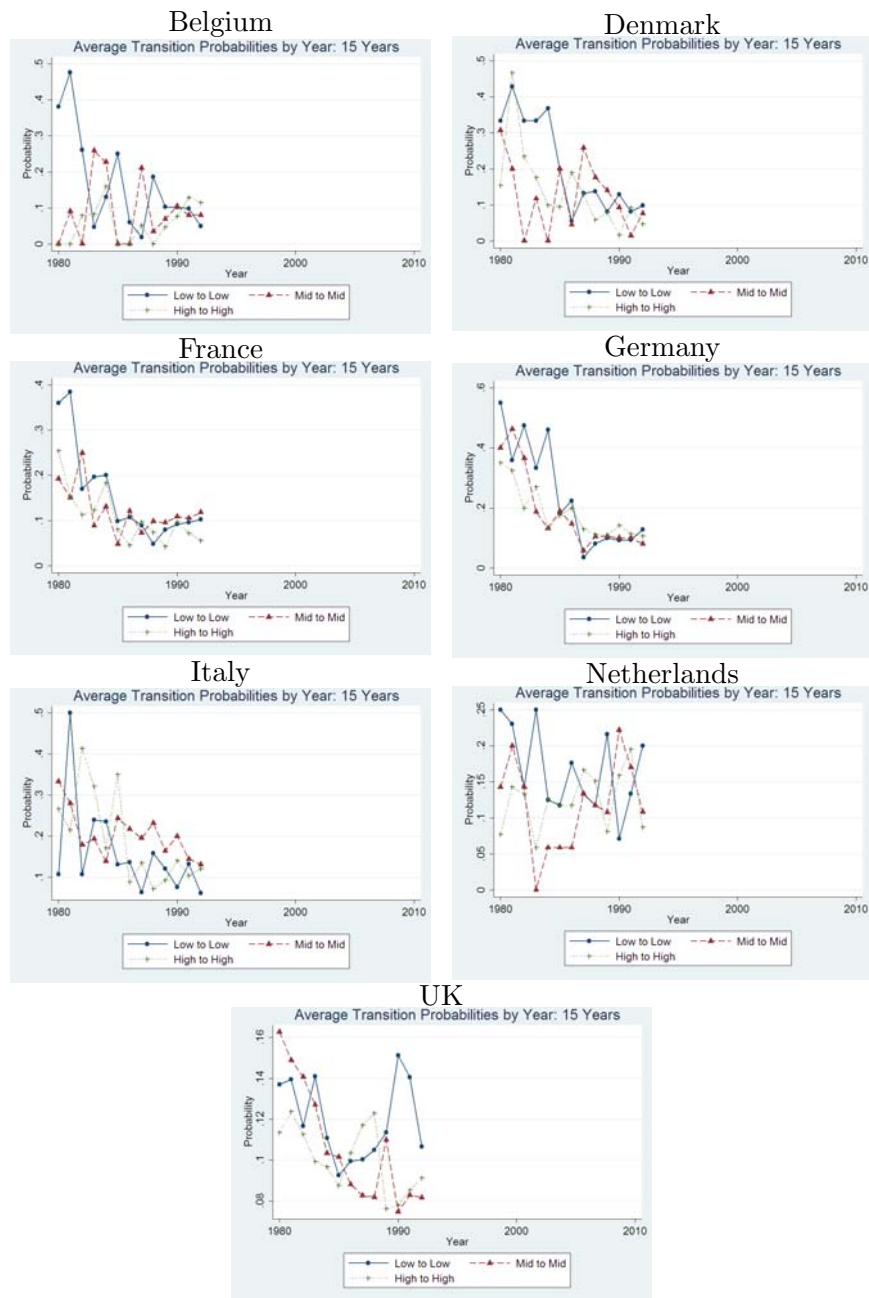 Belgium
Average Transition Probabilities by Year: 15 Years
Probability
.5
.4
.3
.2
.1
0
1980 1990 2000 2010
Year
Low to Low Mid to Mid
High to High
Denmark
Average Transition Probabilities by Year: 15 Years
Probability
.5
.4
.3
.2
.1
0
1980 1990 2000 2010
Year
Low to Low Mid to Mid
High to High
France
Average Transition Probabilities by Year: 15 Years
Probability
.4
.3
.2
.1
0
1980 1990 2000 2010
Year
Low to Low Mid to Mid
High to High
Germany
Average Transition Probabilities by Year: 15 Years
Probability
.6
.4
.2
0
1980 1990 2000 2010
Year
Low to Low Mid to Mid
High to High
Italy
Average Transition Probabilities by Year: 15 Years
Probability
.5
.4
.3
.2
.1
1980 1990 2000 2010
Year
Low to Low Mid to Mid
High to High
Netherlands
Average Transition Probabilities by Year: 15 Years
Probability
.25
.2
.15
.1
.05
0
1980 1990 2000 2010
Year
Low to Low Mid to Mid
High to High
UK
Average Transition Probabilities by Year: 15 Years
Probability
.16
.14
.12
.1
.08
1980 1990 2000 2010
Year
Low to Low Mid to Mid
High to High